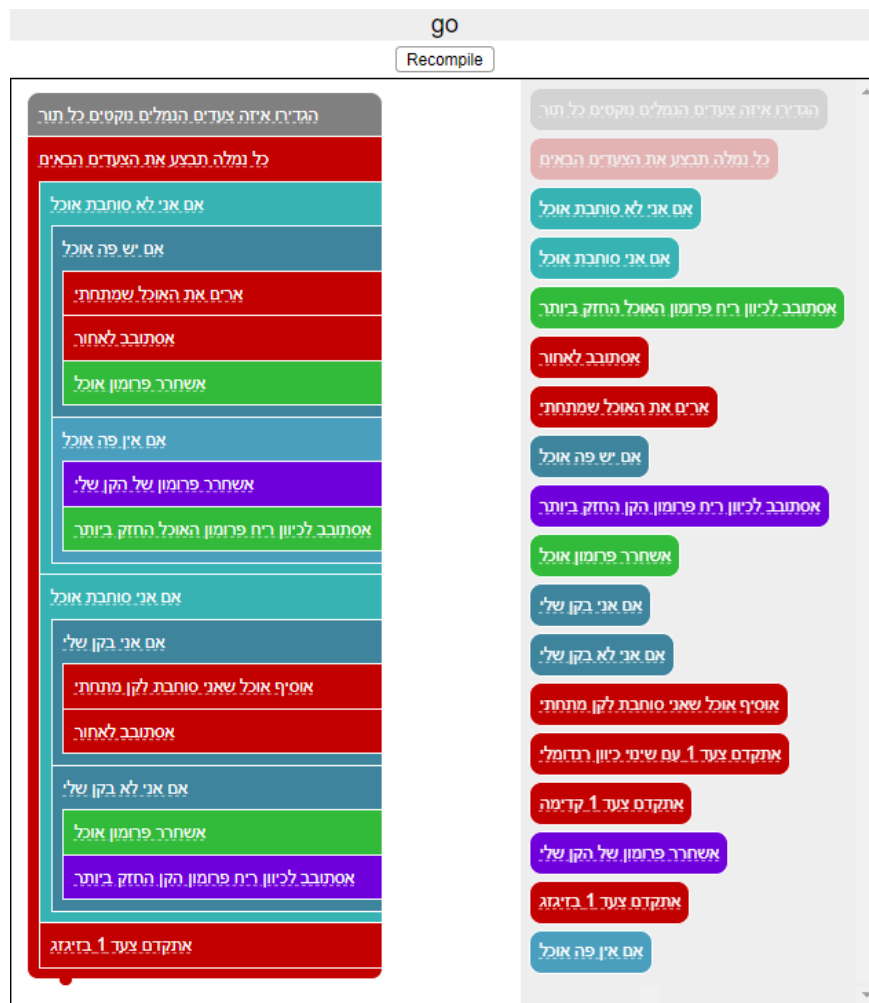 go
Recompile
הגדירו איזה צעדים הנמלים נוקטים כל תור
כל נמלה תבצע את הצעדים הבאים
אם אני לא סוחבת אוכל
אם יש פה אוכל
ארים את האוכל שמתחתי
אסתובב לאחור
אשחרר פרומון אוכל
אם אין פה אוכל
אשחרר פרומון של הקן שלי
אסתובב לכיוון ריח פרומון האוכל החזק ביותר
אם אני סוחבת אוכל
אם אני בקן שלי
אוסיף אוכל שאני סוחבת לקן מתחתי
אסתובב לאחור
אם אני לא בקן שלי
אשחרר פרומון אוכל
אסתובב לכיוון ריח פרומון הקן החזק ביותר
אתקדם צעד 1 בזיגזג
הגדירו איזה צעדים הנמלים נוקטים כל תור
כל נמלה תבצע את הצעדים הבאים
אם אני לא סוחבת אוכל
אם אני סוחבת אוכל
אסתובב לכיוון ריח פרומון האוכל החזק ביותר
אסתובב לאחור
ארים את האוכל שמתחתי
אם יש פה אוכל
אסתובב לכיוון ריח פרומון הקן החזק ביותר
אשחרר פרומון אוכל
אם אני בקן שלי
אם אני לא בקן שלי
אוסיף אוכל שאני סוחבת לקן מתחתי
אתקדם צעד 1 עם שינוי כיוון רנדומלי
אתקדם צעד 1 קדימה
אשחרר פרומון של הקן שלי
אתקדם צעד 1 בזיגזג
אם אין פה אוכל